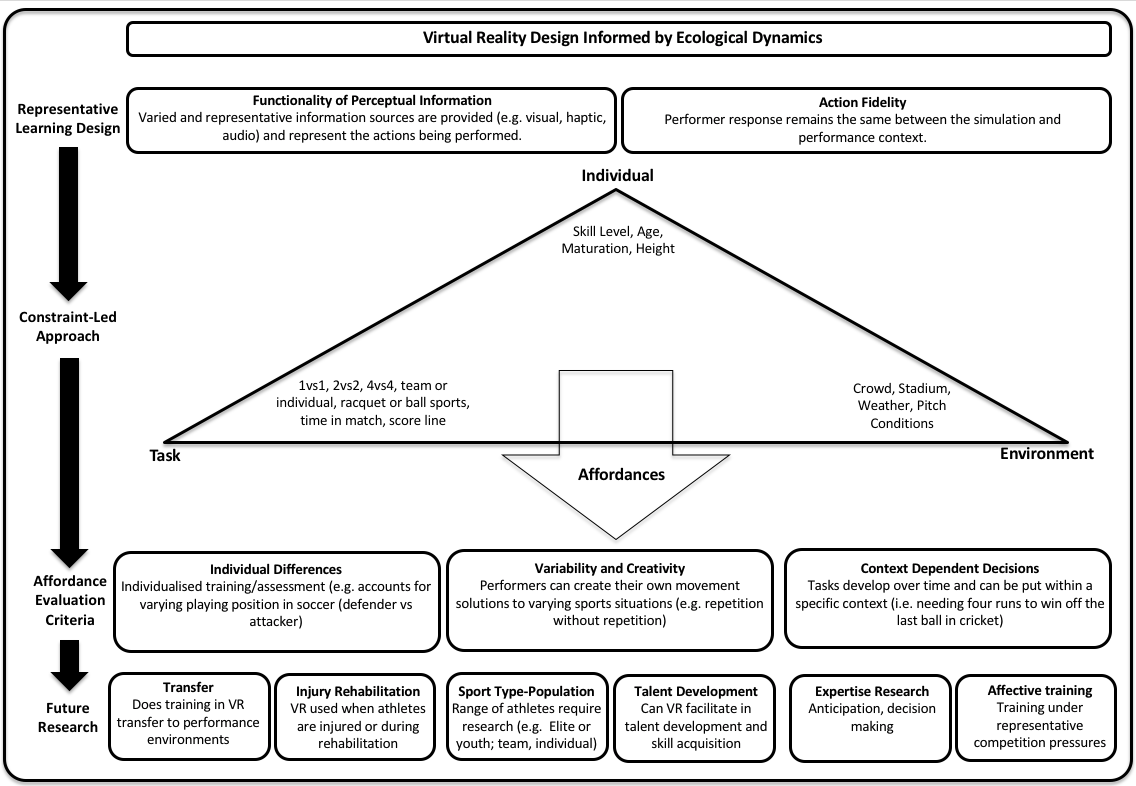 Virtual Reality Design Informed by Ecological Dynamics
Representative
Learning Design
Functionality of Perceptual Information
Varied and representative information sources are provided (e.g. visual, haptic,
audio) and represent the actions being performed.
Action Fidelity
Performer response remains the same between the simulation and
performance context.
Individual
Skill Level, Age,
Maturation, Height
Constraint-Led
Approach
1vs1, 2vs2, 4vs4, team or
individual, racquet or ball sports,
time in match, score line
Crowd, Stadium,
Weather, Pitch
Conditions
Task
Environment
Affordances
Affordance
Evaluation
Criteria
Individual Differences
Individualised training/assessment (e.g. accounts for
varying playing position in soccer (defender vs
attacker)
Variability and Creativity
Performers can create their own movement
solutions to varying sports situations (e.g. repetition
without repetition)
Context Dependent Decisions
Tasks develop over time and can be put within a
specific context (i.e. needing four runs to win off the
last ball in cricket)
Future
Research
Transfer
Does training in VR
transfer to performance
environments
Injury Rehabilitation
VR used when athletes
are injured or during
rehabilitation
Sport Type-Population
Range of athletes require
research (e.g. Elite or
youth; team, individual)
Talent Development
Can VR facilitate in
talent development and
skill acquisition
Expertise Research
Anticipation, decision
making
Affective training
Training under
representative
competition pressures